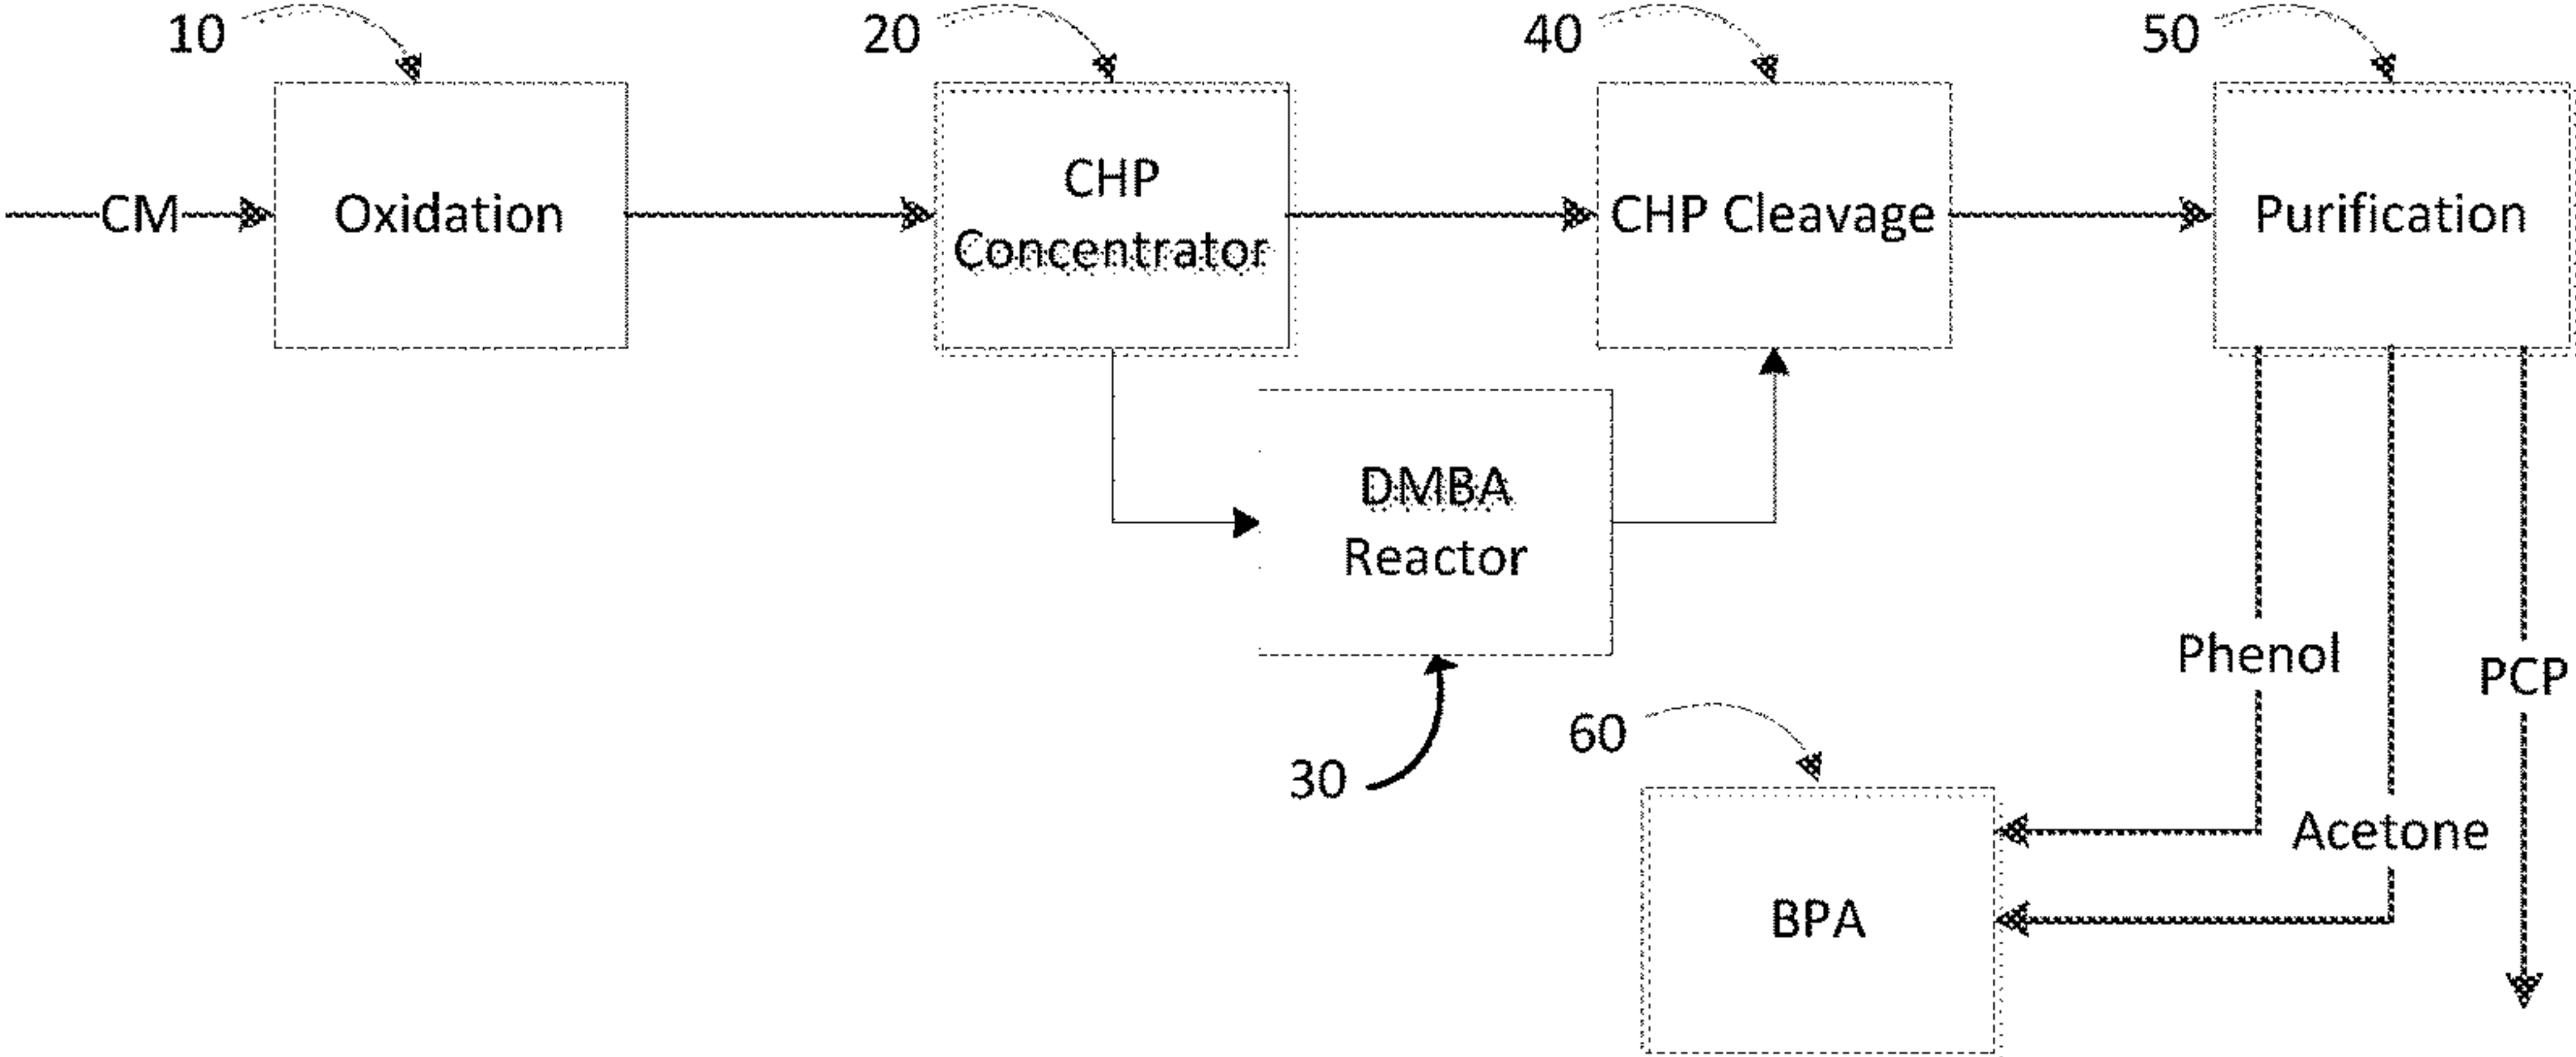 10
20
40
50
CM
Oxidation
CHP
Concentrator
CHP Cleavage
Purification
DMBA
Reactor
30
Phenol
PCP
60
Acetone
BPA